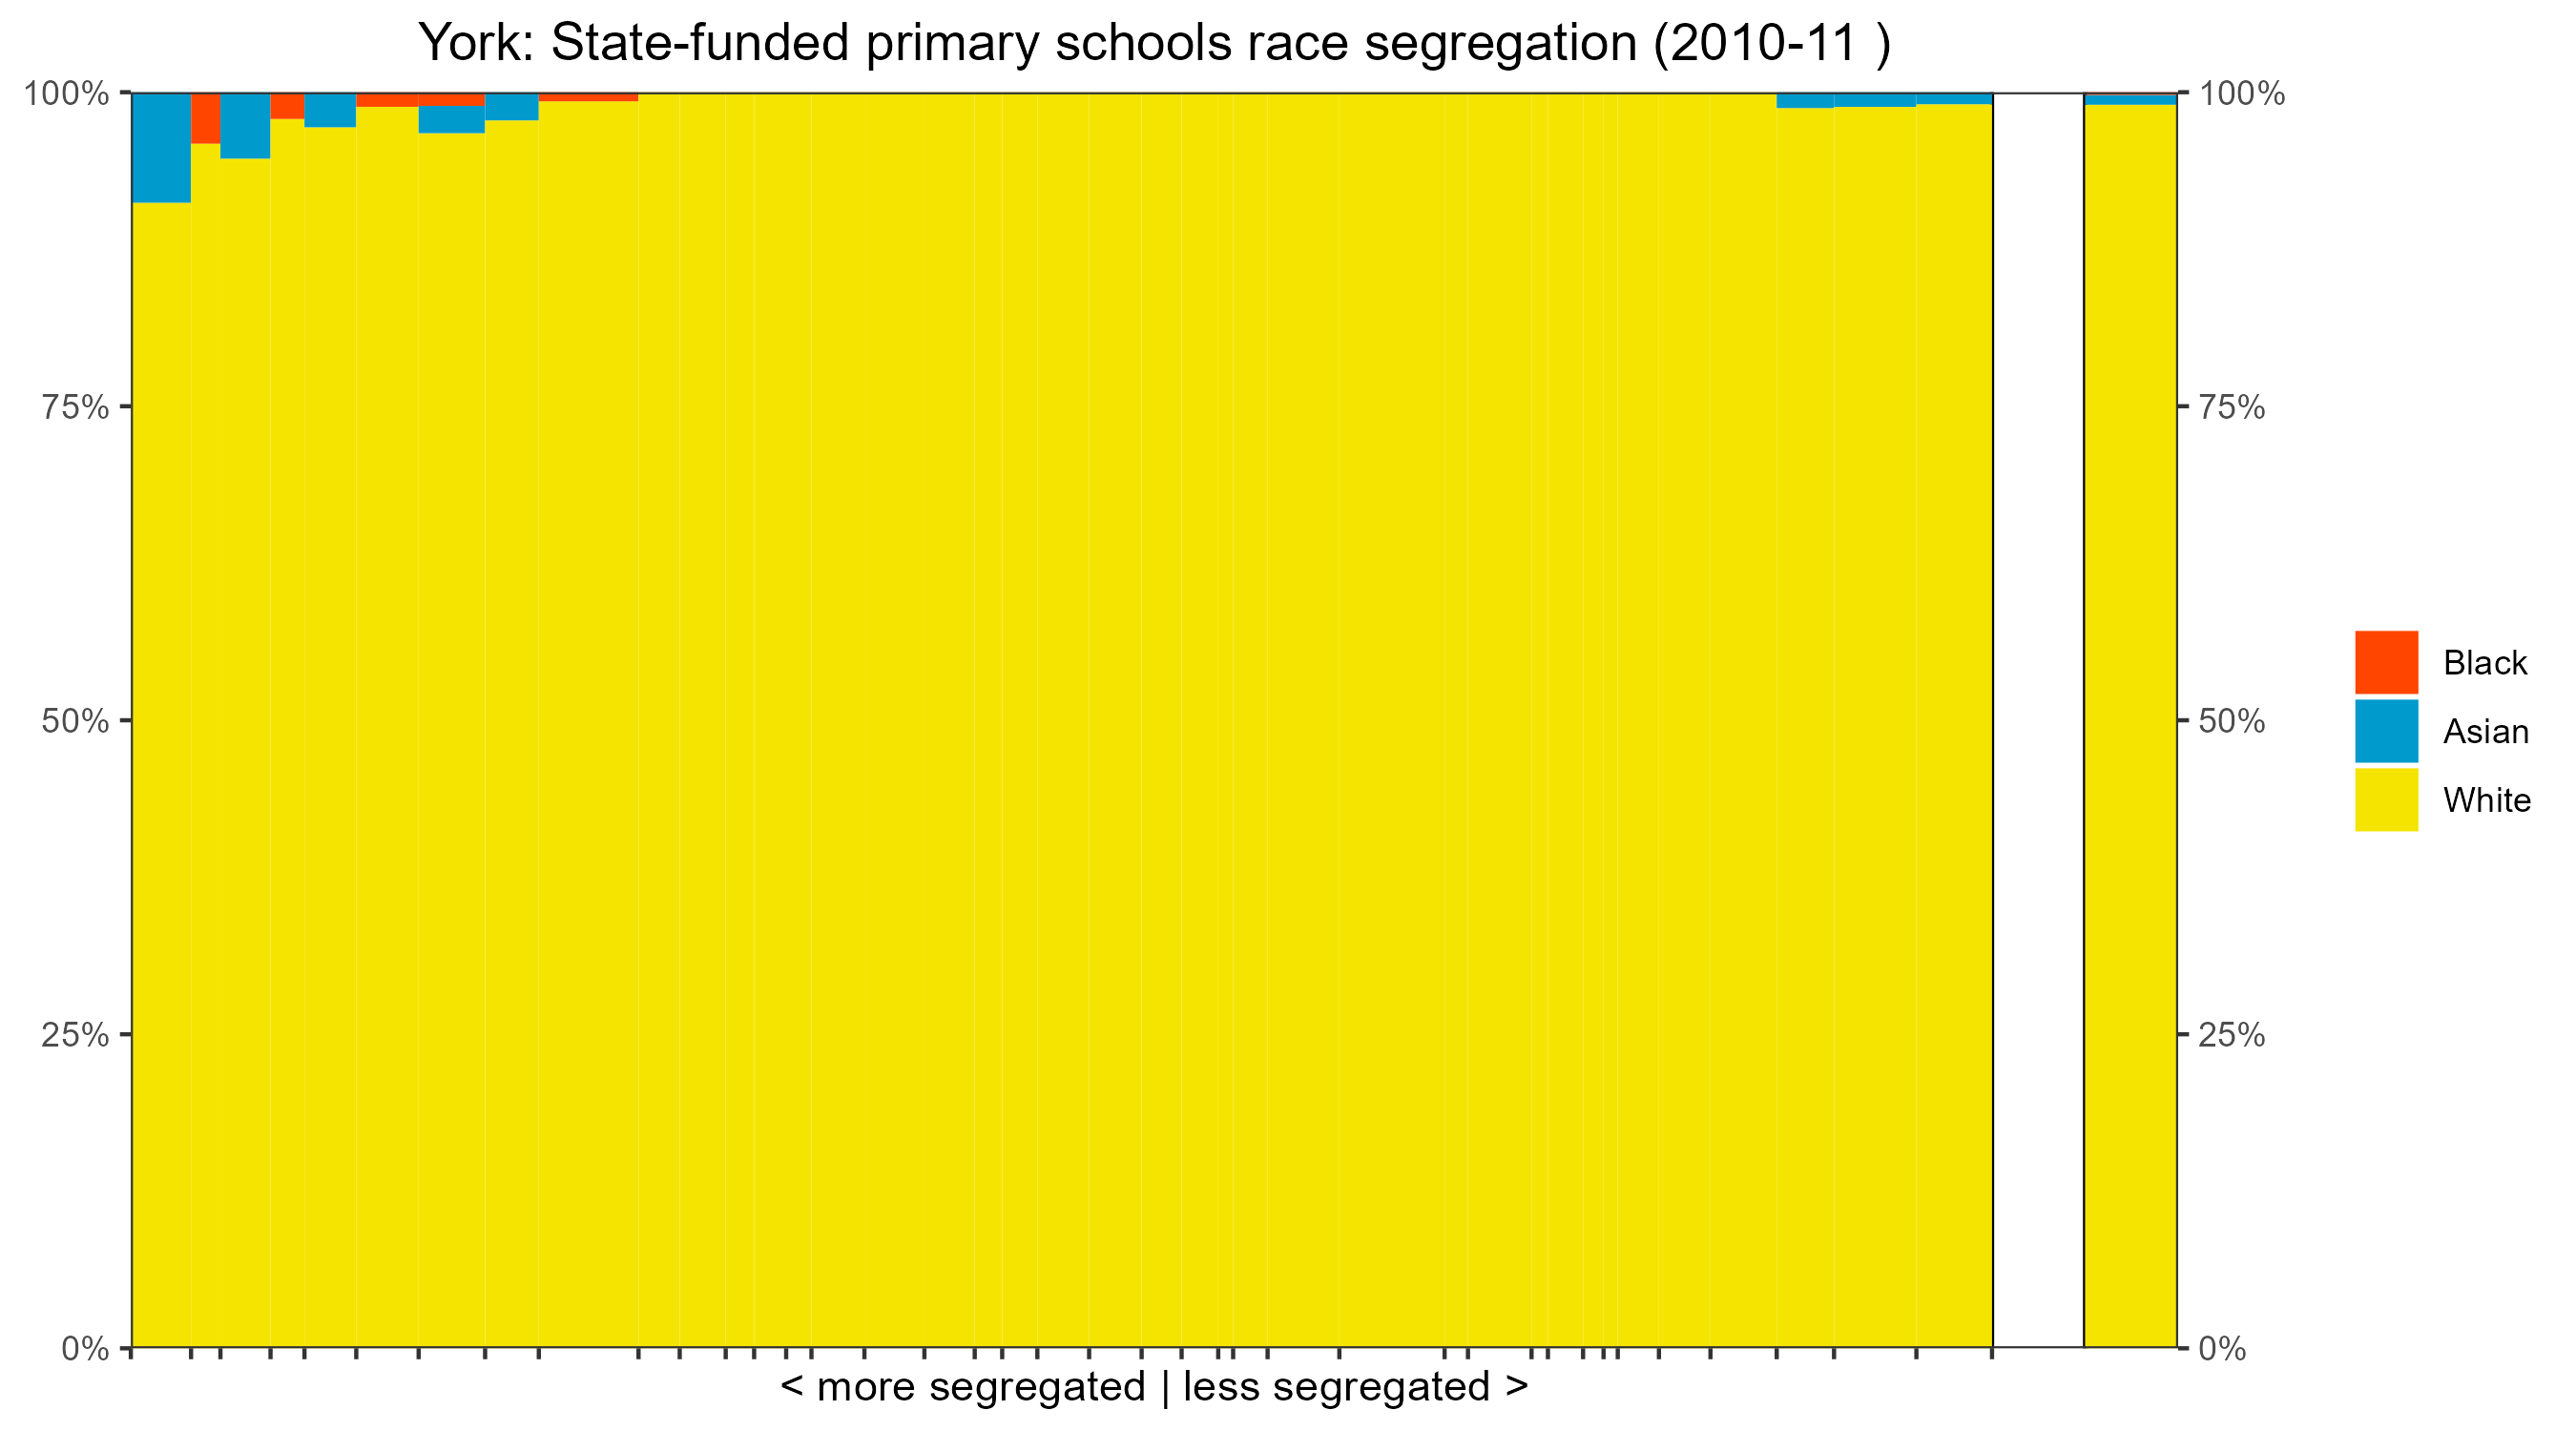 York: State-funded primary schools race segregation (2010-11 )
100%
75%
50%
25%
0%
100%
75%
50%
25%
0%
Black
Asian
White
< more segregated | less segregated >